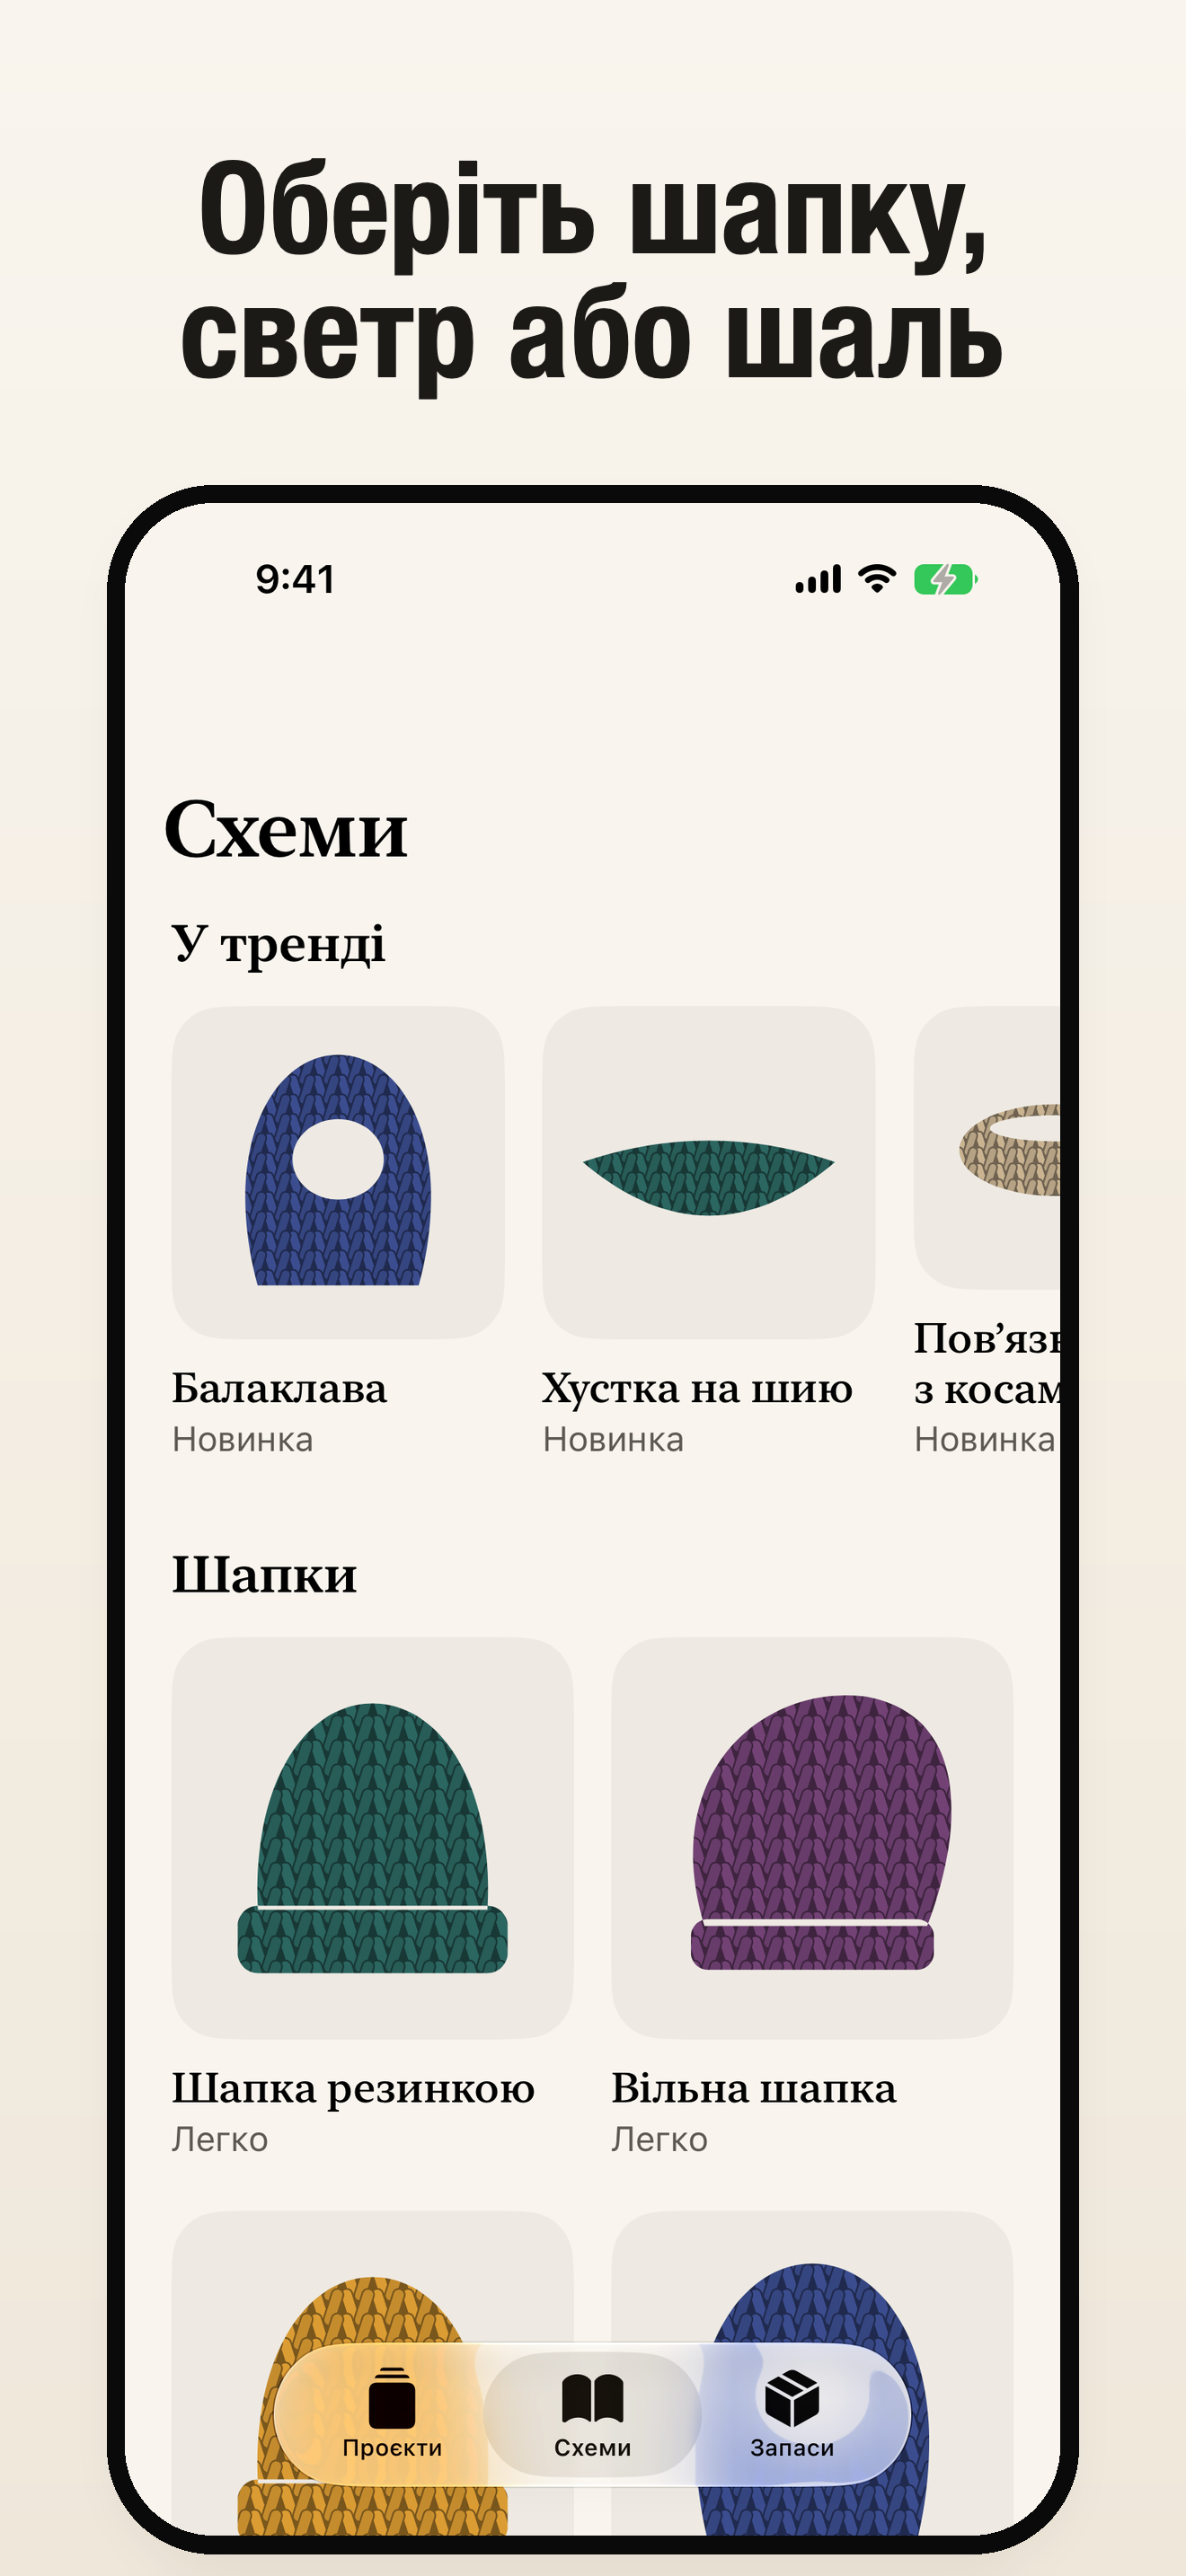 Оберіть шапку,
светр або шаль
9:41
Схеми
У тренді
Балаклава
Новинка
Хустка на шию
Новинка
з
Новинка
Шапки
Шапка резинкою
Легко
Вільна шапка
Легко
Проєкти
Схеми
Запаси